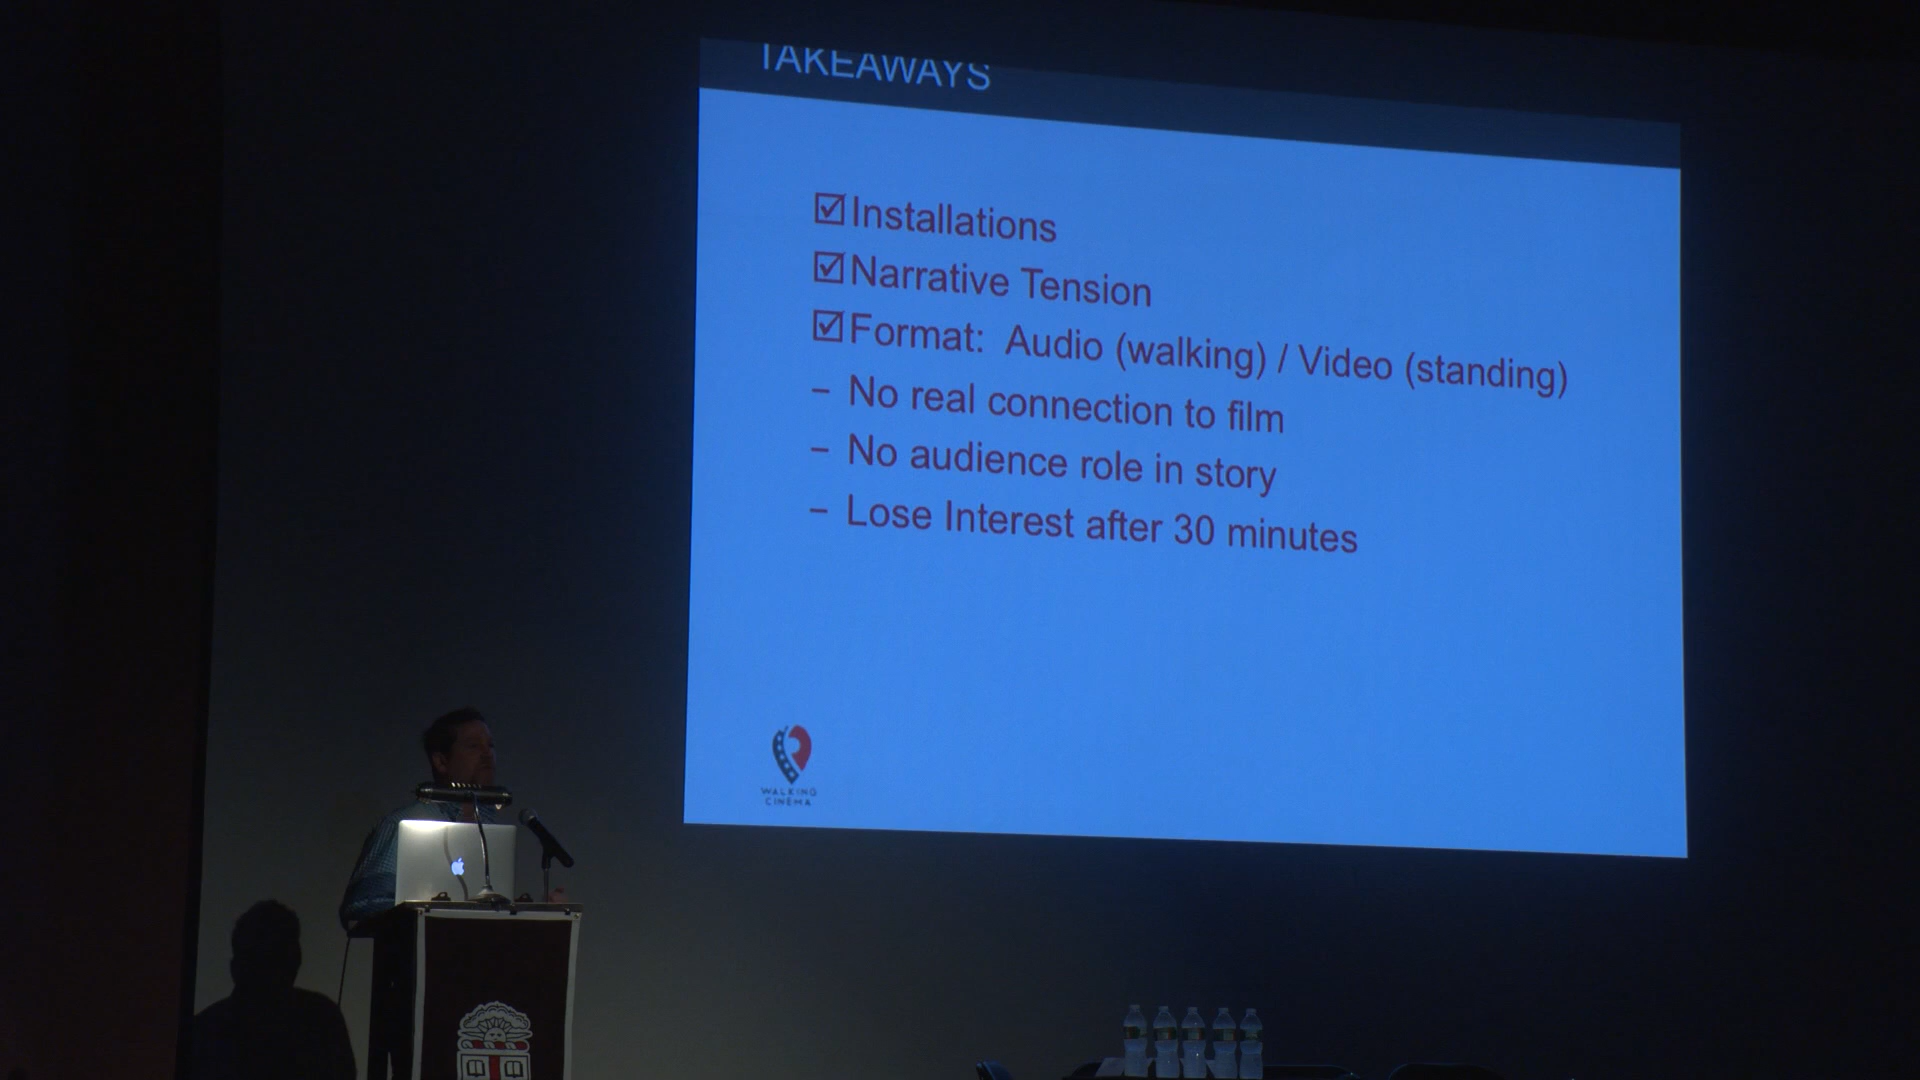 TAKEAWAYS
☑Installations
☑Narrative Tension
☑Format: Audio (walking) / Video (standing)
– No real connection to film
– No audience role in story
– Lose Interest after 30 minutes
WALKING
CINEMA